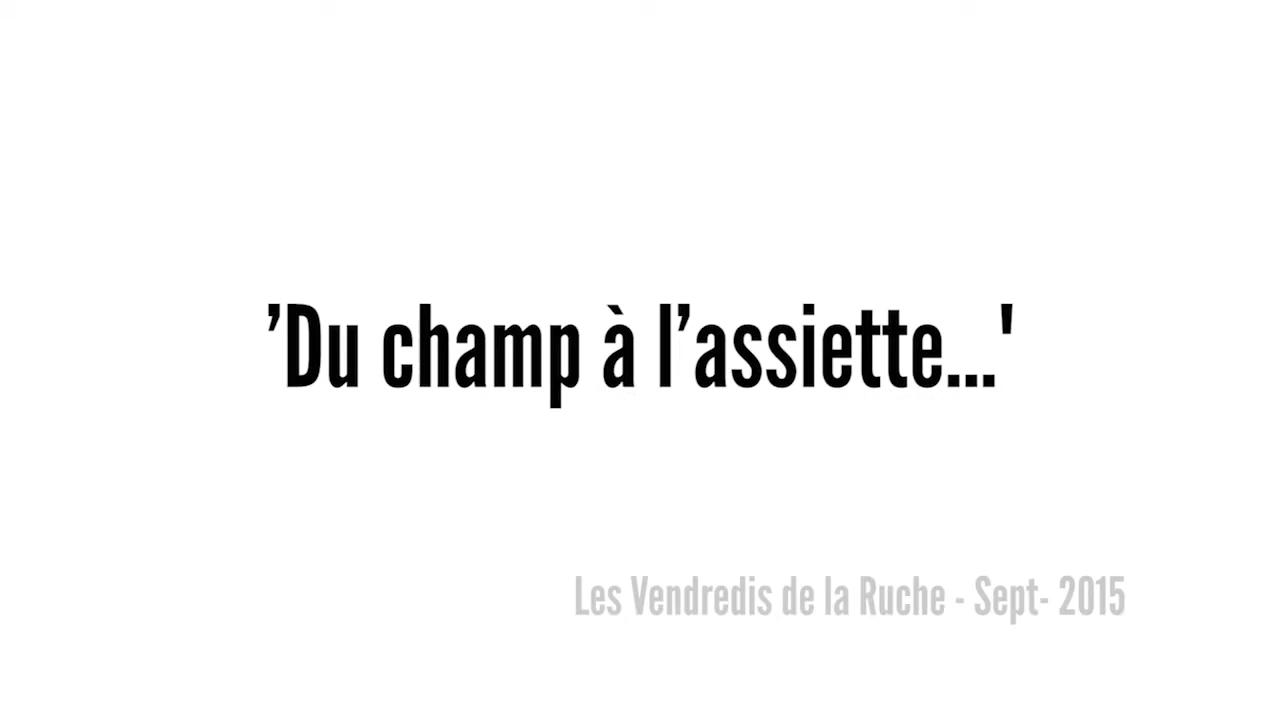 ’Du champ à l’assiette...'
Les Vendredis de la Ruche - Sept- 2015